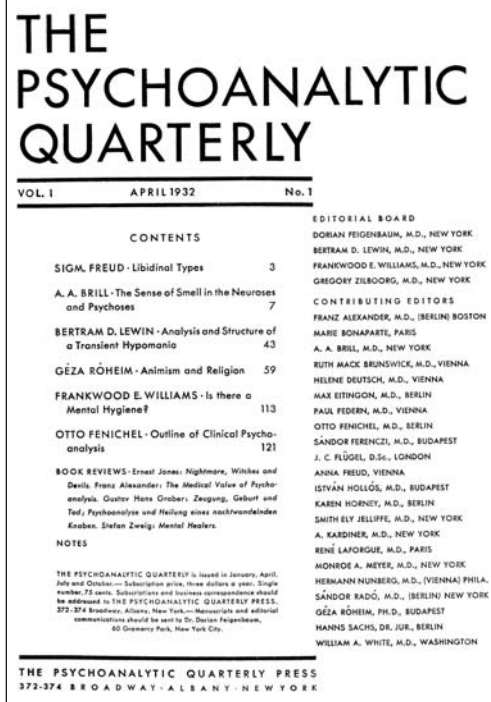 THE
PSYCHOANALYTIC
QUARTERLY
VOL. I APRIL 1932 No. 1
CONTENTS
SIGM. FREUD · Libidinal Types 3
A. A. BRILL · The Sense of Smell in the Neuroses
and Psychoses 7
BERTRAM D. LEWIN · Analysis and Structure of
a Transient Hypomania 43
GÉZA RÓHEIM · Animism and Religion 59
FRANKWOOD E. WILLIAMS · Is there a
Mental Hygiene? 113
OTTO FENICHEL · Outline of Clinical Psycho-
analysis 121
BOOK REVIEWS · Ernest Jones: Nightmare, Witches and
Devils. Franz Alexander: The Medical Value of Psycho-
analysis. Gustav Hans Graber: Zeugung, Geburt und
Tod; Psychoanalyse und Heilung eines nachtwandelnden
Knaben. Stefan Zweig: Mental Healers.
NOTES
THE PSYCHOANALYTIC QUARTERLY is issued in January, April,
July and October.— Subscription price, three dollars a year. Single
number, 75 cents. Subscriptions and business correspondence should
be addressed to THE PSYCHOANALYTIC QUARTERLY PRESS,
372-374 Broadway, Albany, New York.— Manuscripts and editorial
communications should be sent to Dr. Dorian Feigenbaum,
60 Gramercy Park, New York City.
EDITORIAL BOARD
DORIAN FEIGENBAUM, M.D., NEW YORK
BERTRAM D. LEWIN, M.D., NEW YORK
FRANKWOOD E. WILLIAMS, M.D., NEW YORK
GREGORY ZILBOORG, M.D., NEW YORK
CONTRIBUTING EDITORS
FRANZ ALEXANDER, M.D., (BERLIN) BOSTON
MARIE BONAPARTE, PARIS
A. A. BRILL, M.D., NEW YORK
RUTH MACK BRUNSWICK, M.D., VIENNA
HELENE DEUTSCH, M.D., VIENNA
MAX EITINGON, M.D., BERLIN
PAUL FEDERN, M.D., VIENNA
OTTO FENICHEL, M.D., BERLIN
SÁNDOR FERENCZI, M.D., BUDAPEST
J. C. FLÜGEL, D.Sc., LONDON
ANNA FREUD, VIENNA
ISTVÁN HOLLÓS, M.D., BUDAPEST
KAREN HORNEY, M.D., BERLIN
SMITH ELY JELLIFFE, M.D., NEW YORK
A. KARDINER, M.D., NEW YORK
RENÉ LAFORGUE, M.D., PARIS
MONROE A. MEYER, M.D., NEW YORK
HERMANN NUNBERG, M.D., (VIENNA) PHILA.
SÁNDOR RADÓ, M.D., (BERLIN) NEW YORK
GÉZA RÓHEIM, PH.D., BUDAPEST
HANNS SACHS, DR. JUR., BERLIN
WILLIAM A. WHITE, M.D., WASHINGTON
THE PSYCHOANALYTIC QUARTERLY PRESS
372-374 BROADWAY · ALBANY · NEW YORK